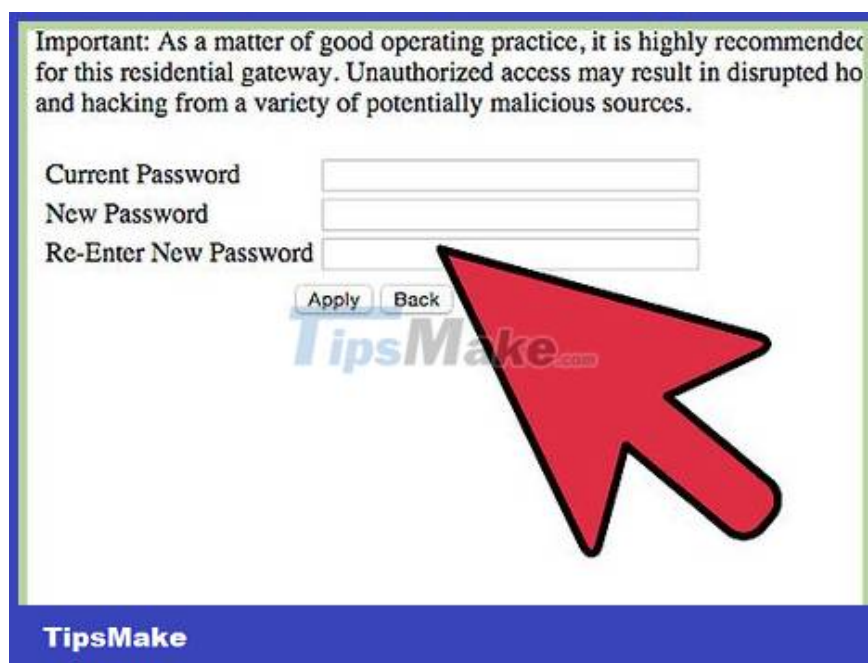 Important: As a matter of good operating practice, it is highly recommended
for this residential gateway. Unauthorized access may result in disrupted ho
and hacking from a variety of potentially malicious sources.
Current Password
New Password
Re-Enter New Password
Apply Back
TipsMake.com
TipsMake